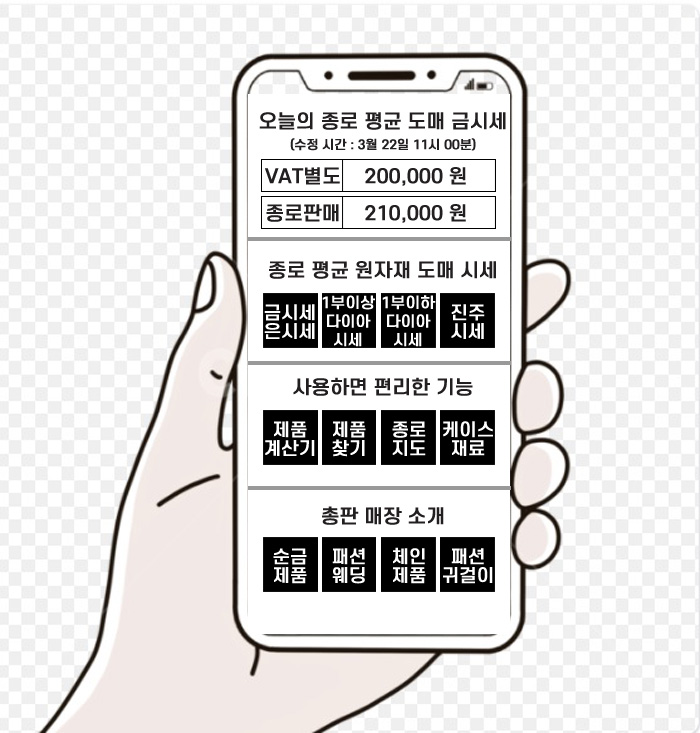 오늘의 종로 평균 도매 금시세
(수정 시간 : 3월 22일 11시 00분)
VAT별도 200,000 원
종로판매 210,000 원
종로 평균 원자재 도매 시세
금시세
은시세
1부이상
다이아
시세
1부이하
다이아
시세
진주
시세
사용하면 편리한 기능
제품
계산기
제품
찾기
종로
지도
케이스
재료
총판 매장 소개
순금
제품
패션
웨딩
체인
제품
패션
귀걸이